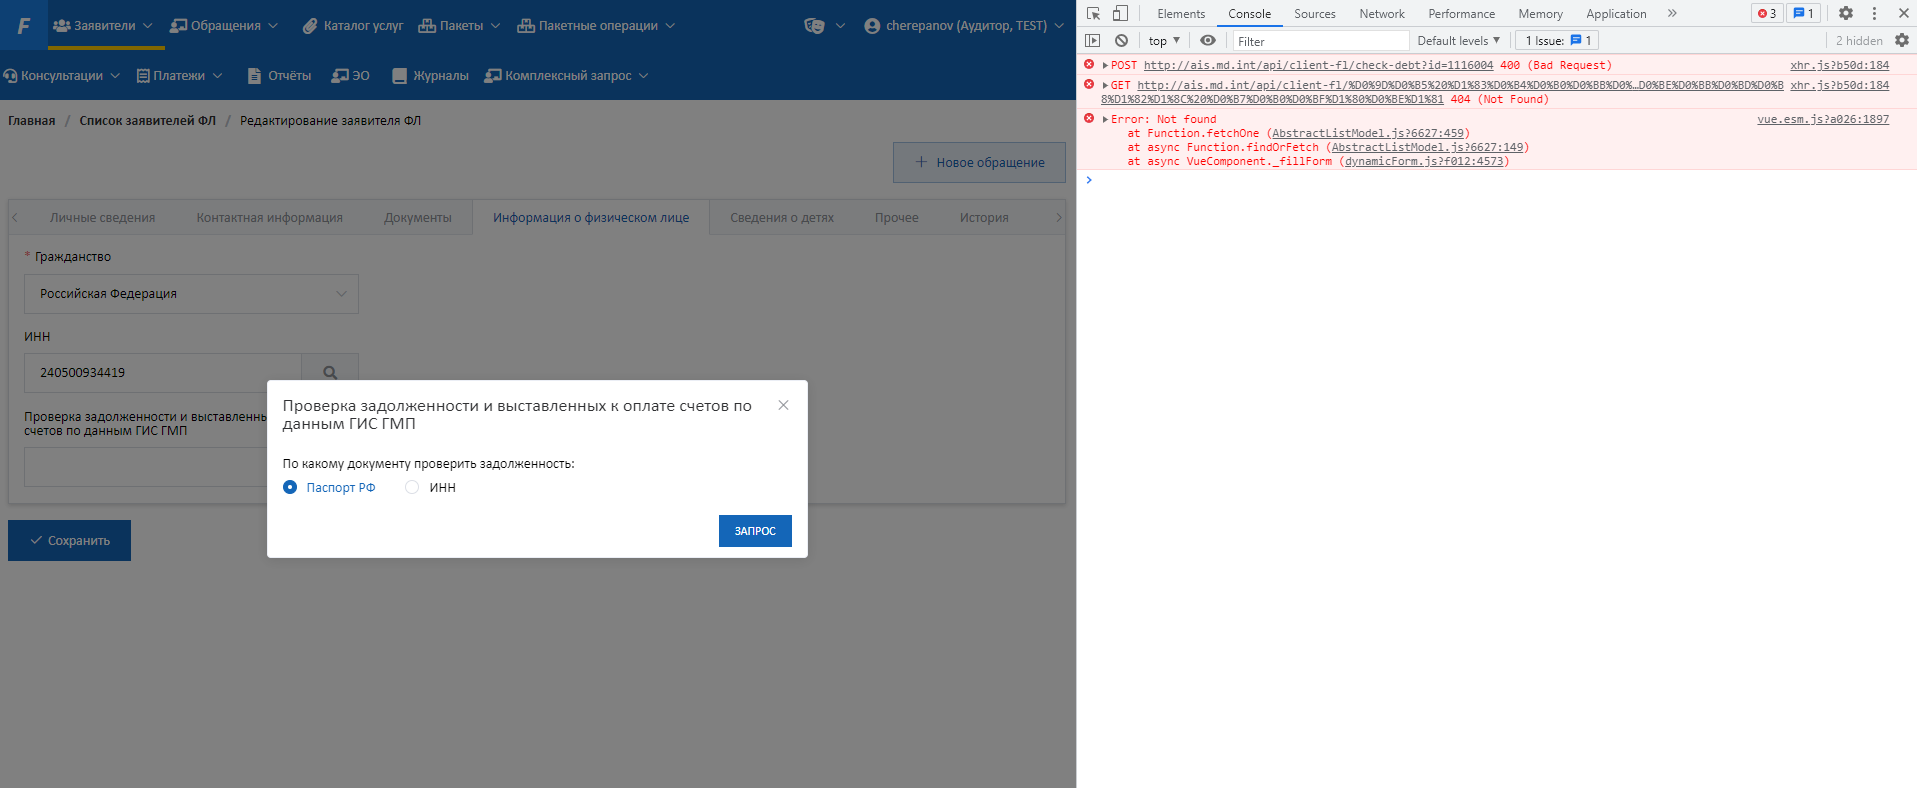 F Заявители Обращения Каталог услуг Пакеты Пакетные операции cherepanov (Аудитор, TEST)
Консультации Платежи Отчёты ЭО Журналы Комплексный запрос
Главная / Список заявителей ФЛ / Редактирование заявителя ФЛ
Новое обращение
Личные сведения Контактная информация Документы Информация о физическом лице Сведения о детях Прочее История
* Гражданство
Российская Федерация
ИНН
240500934419
Проверка задолженности и выставленнь
счетов по данным ГИС ГМП
Проверка задолженности и выставленных к оплате счетов по
данным ГИС ГМП
По какому документу проверить задолженность:
Паспорт РФ ИНН
ЗАПРОС
Сохранить
Elements Console Sources Network Performance Memory Application 3 1
top Filter Default levels 1 Issue: 1 2 hidden
POST http://ais.md.int/api/client-fl/check-debt?id=1116004 400 (Bad Request) xhr.js?b50d:184
GET http://ais.md.int/api/client-fl/%D0%9D%D0%B5%20%D1%83%D0%B4%D0%B0%D0%BB%D0%…D0%BE%D0%BB%D0%BD%D0%B xhr.js?b50d:184
8%D1%82%D1%8C%20%D0%B7%D0%B0%D0%BF%D1%80%D0%BE%D1%81 404 (Not Found)
Error: Not found vue.esm.js?a026:1897
at Function.fetchOne (AbstractListModel.js?6627:459)
at async Function.findOrFetch (AbstractListModel.js?6627:149)
at async VueComponent._fillForm (dynamicForm.js?f012:4573)